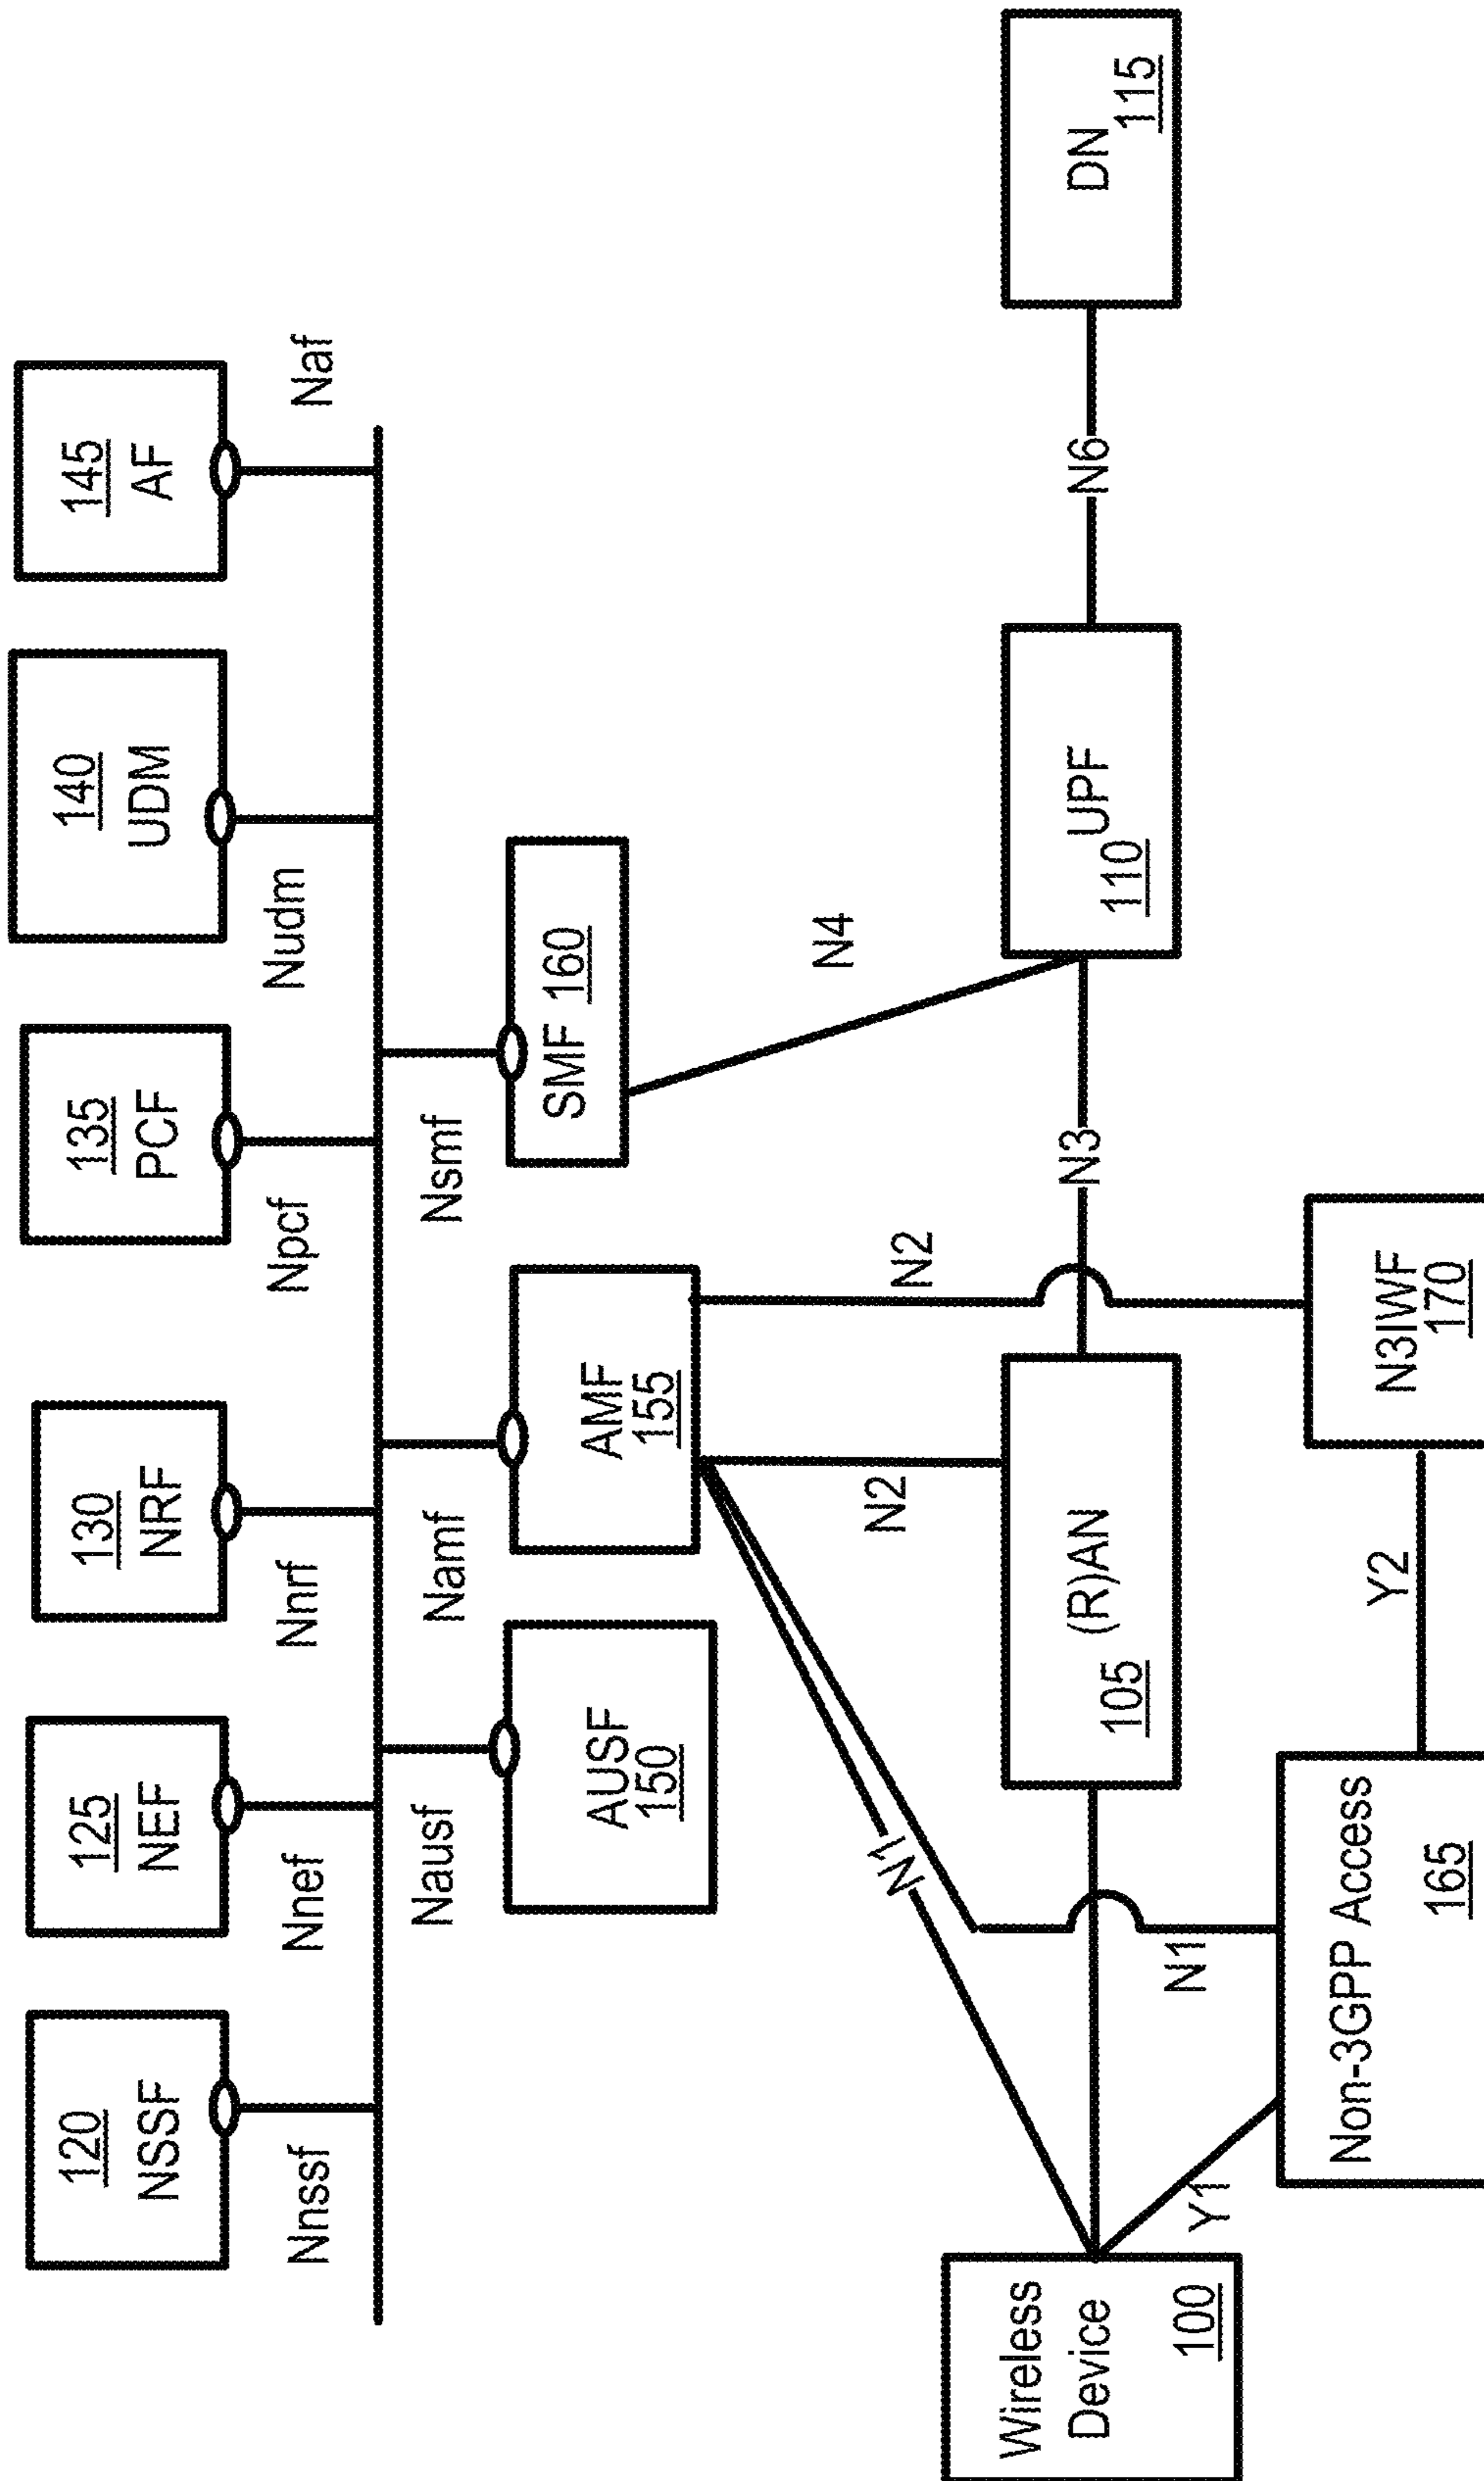 120
NSSF
125
NEF
130
NRF
135
PCF
140
UDM
145
AF
Nnssf
Nnef
Nnrf
Npcf
Nudm
Naf
Nausf
Namf
Nsmf
AUSF
150
AMF
155
SMF 160
N1
N2
N2
N4
Wireless
Device
100
(R)AN
105
N3
UPF
110
N6
DN
115
Y1
N1
Non-3GPP Access
165
Y2
N3IWF
170